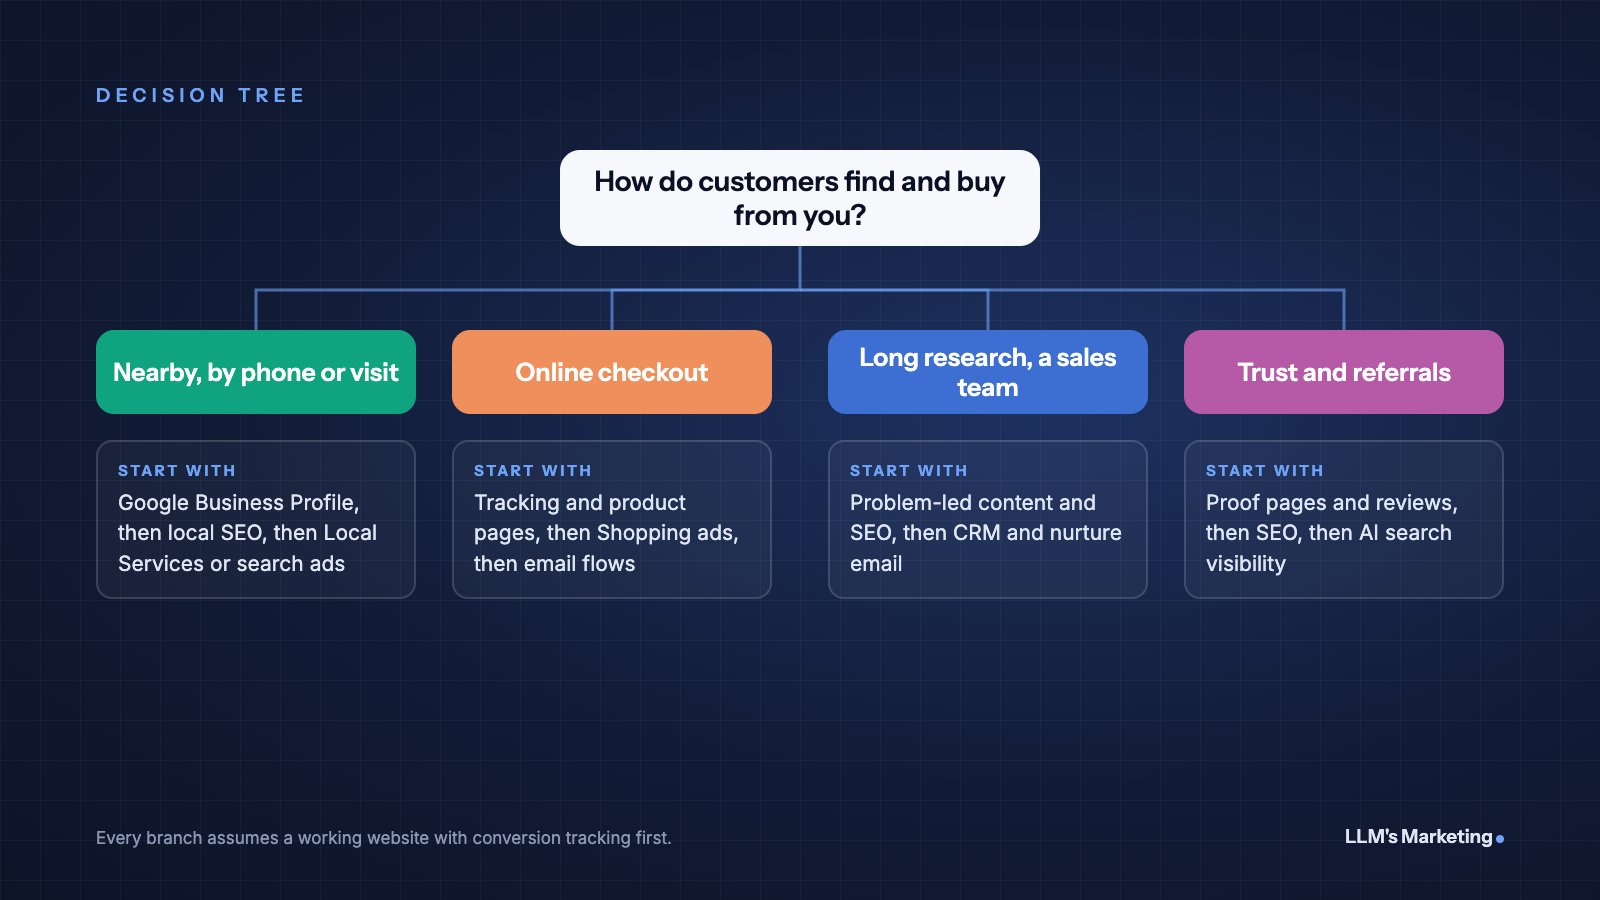 DECISION TREE
How do customers find and buy
from you?
Nearby, by phone or visit
Online checkout
Long research, a sales
team
Trust and referrals
START WITH
Google Business Profile,
then local SEO, then Local
Services or search ads
START WITH
Tracking and product
pages, then Shopping ads,
then email flows
START WITH
Problem-led content and
SEO, then CRM and nurture
email
START WITH
Proof pages and reviews,
then SEO, then AI search
visibility
Every branch assumes a working website with conversion tracking first.
LLM's Marketing